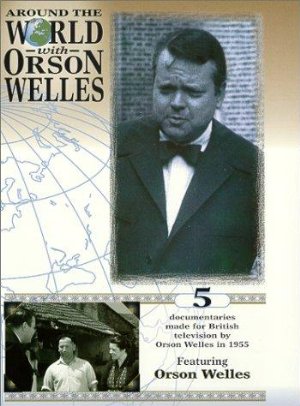 AROUND THE
WORLD
with
ORSON
WELLES
5
documentaries
made for British
television by
Orson Welles in 1955
Featuring
Orson Welles